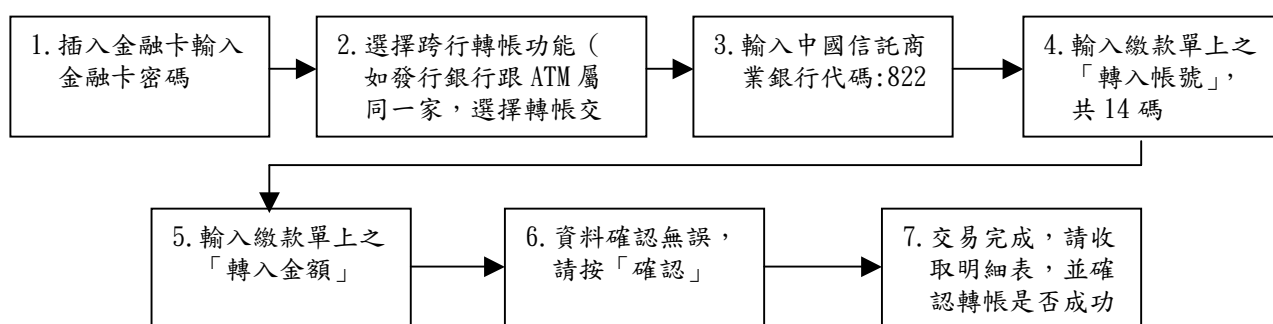 1.插入金融卡輸入
金融卡密碼
2.選擇跨行轉帳功能（
如發行銀行跟 ATM 屬
同一家，選擇轉帳交
3.輸入中國信託商
業銀行代碼:822
4.輸入繳款單上之
「轉入帳號」，
共 14 碼
5.輸入繳款單上之
「轉入金額」
6.資料確認無誤，
請按「確認」
7.交易完成，請收
取明細表，並確
認轉帳是否成功